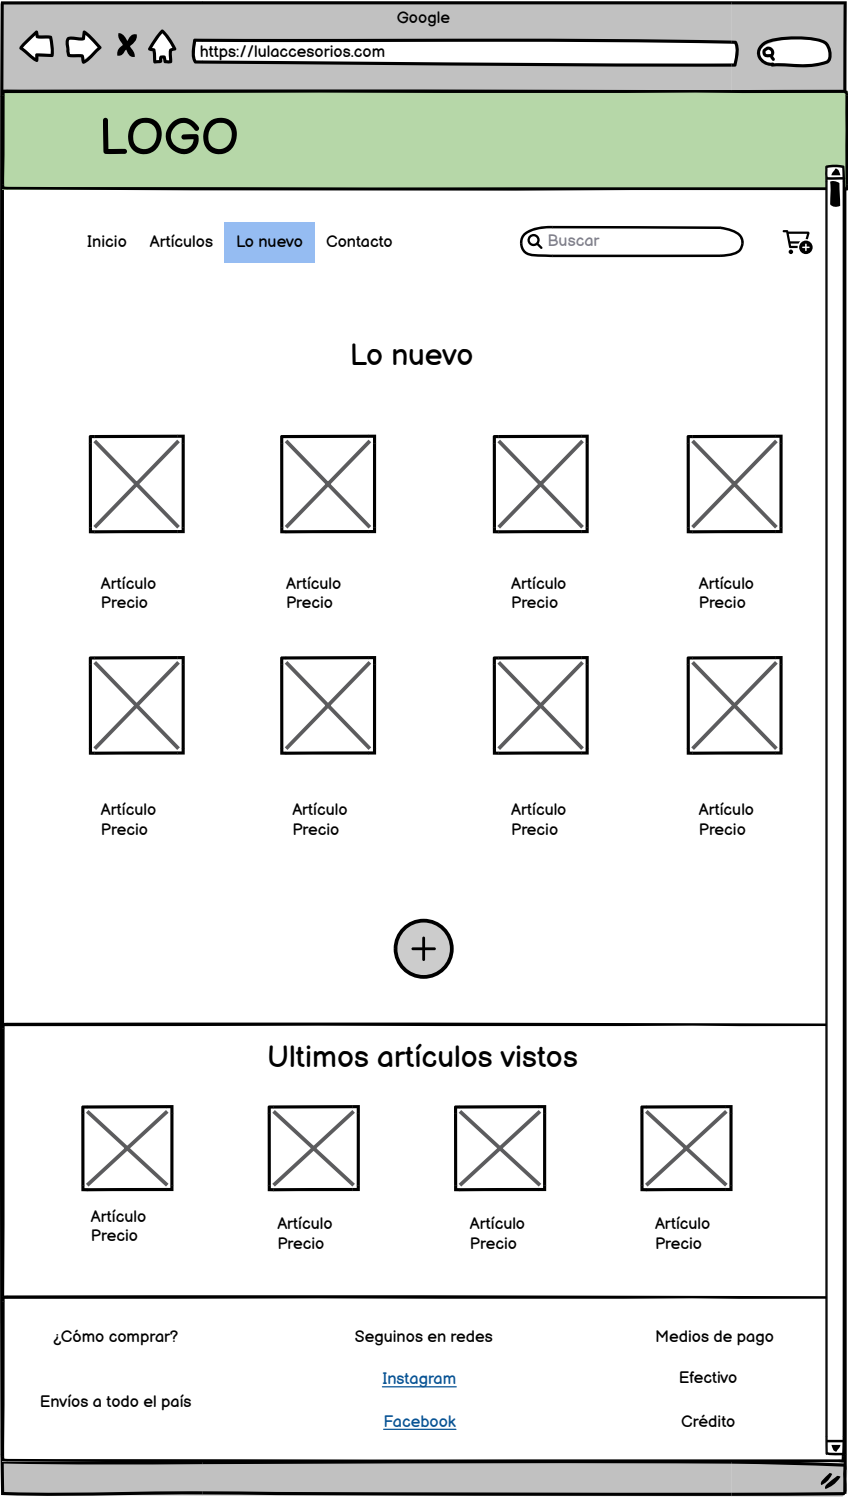 Google
https://lulaccesorios.com
LOGO
Inicio Artículos Lo nuevo Contacto Buscar
Lo nuevo
Artículo Artículo Artículo Artículo
Precio Precio Precio Precio
Artículo Artículo Artículo Artículo
Precio Precio Precio Precio
Ultimos artículos vistos
Artículo Artículo Artículo Artículo
Precio Precio Precio Precio
¿Cómo comprar? Seguinos en redes Medios de pago
Instagram Efectivo
Envíos a todo el país
Facebook Crédito